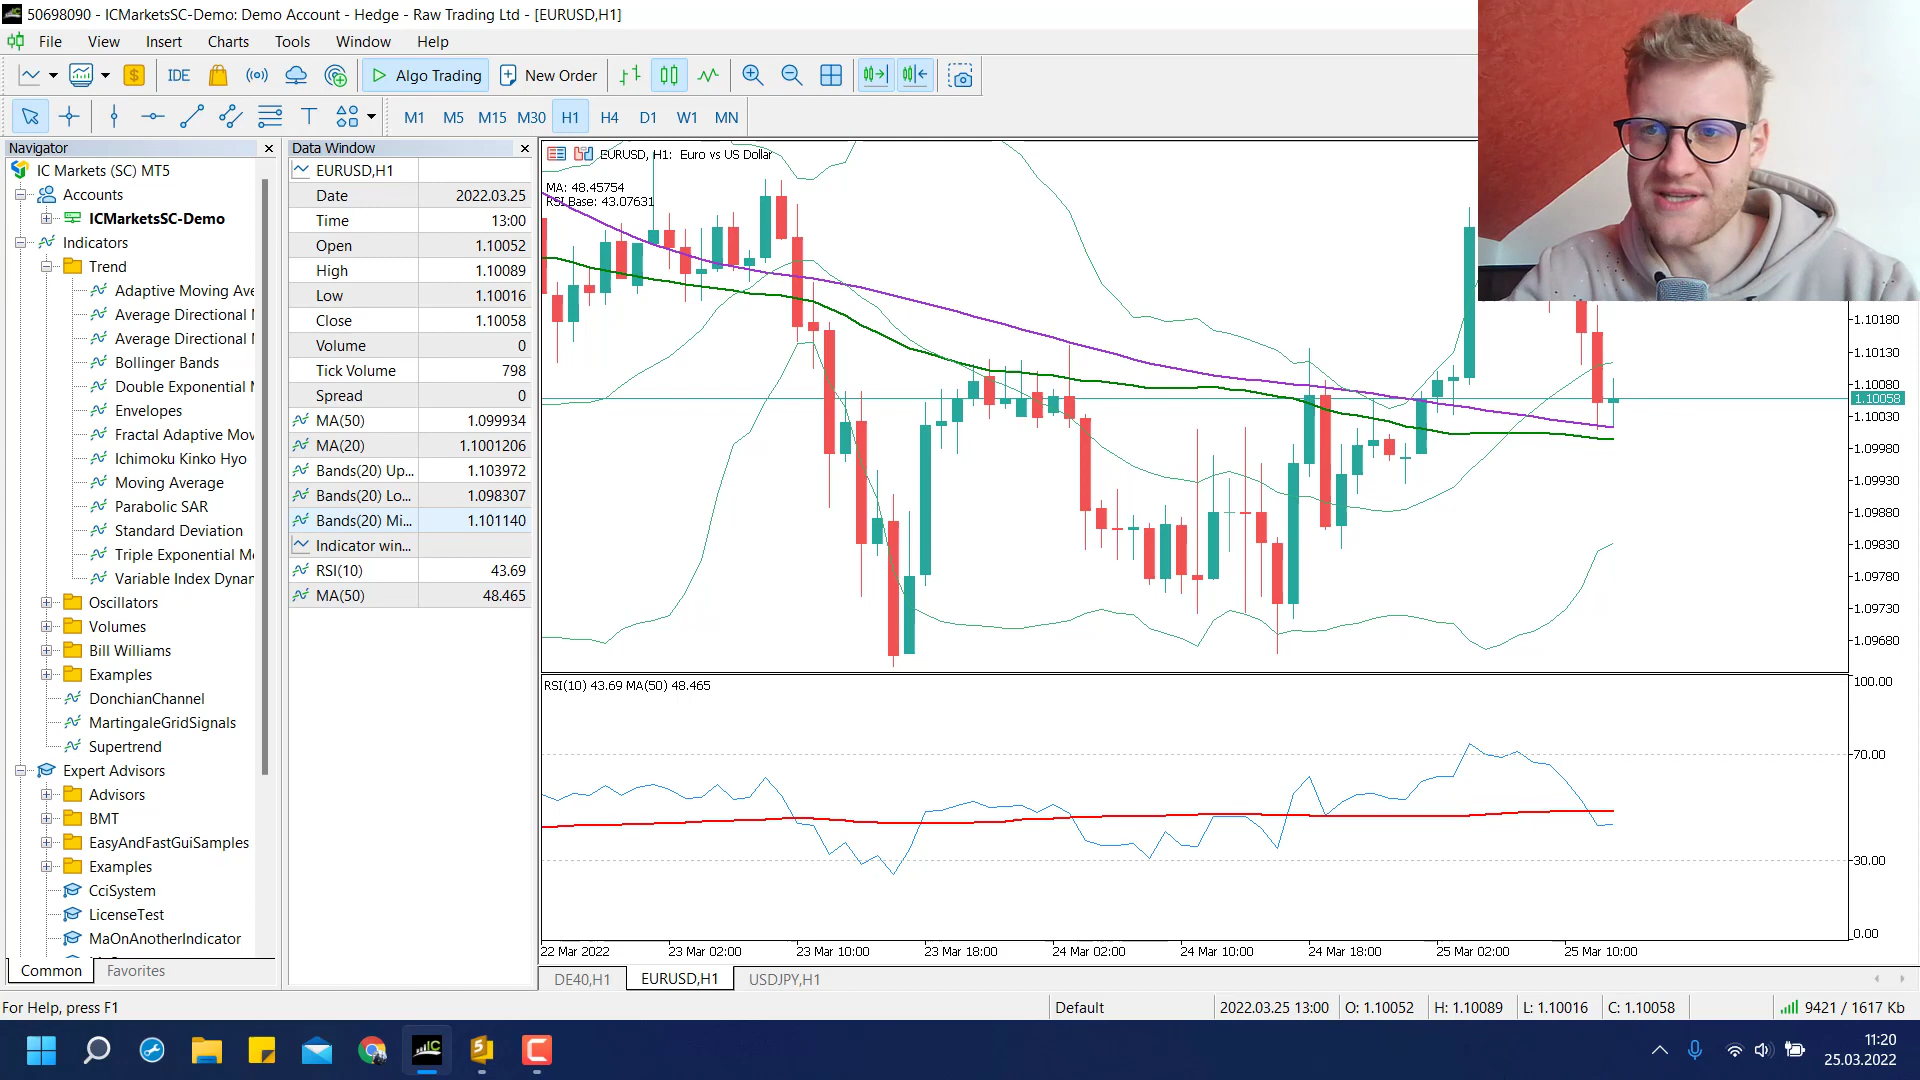 50698090 - ICMarketsSC-Demo: Demo Account - Hedge - Raw Trading Ltd - [EURUSD,H1]
File View Insert Charts Tools Window Help
IDE Algo Trading New Order
M1 M5 M15 M30 H1 H4 D1 W1 MN
Navigator
IC Markets (SC) MT5
Accounts
ICMarketsSC-Demo
Indicators
Trend
Adaptive Moving Ave
Average Directional
Average Directional
Bollinger Bands
Double Exponential
Envelopes
Fractal Adaptive Mov
Ichimoku Kinko Hyo
Moving Average
Parabolic SAR
Standard Deviation
Triple Exponential Mo
Variable Index Dynar
Oscillators
Volumes
Bill Williams
Examples
DonchianChannel
MartingaleGridSignals
Supertrend
Expert Advisors
Advisors
BMT
EasyAndFastGuiSamples
Examples
CciSystem
LicenseTest
MaOnAnotherIndicator
Common Favorites
Data Window
EURUSD,H1
Date 2022.03.25
Time 13:00
Open 1.10052
High 1.10089
Low 1.10016
Close 1.10058
Volume 0
Tick Volume 798
Spread 0
MA(50) 1.099934
MA(20) 1.1001206
Bands(20) Up... 1.103972
Bands(20) Lo... 1.098307
Bands(20) Mi... 1.101140
Indicator win...
RSI(10) 43.69
MA(50) 48.465
EURUSD, H1: Euro vs US Dollar
MA: 48.45754
RSI Base: 43.07631
1.10180
1.10130
1.10080
1.10058
1.10030
1.09980
1.09930
1.09880
1.09830
1.09780
1.09730
1.09680
RSI(10) 43.69 MA(50) 48.465
100.00
70.00
30.00
0.00
22 Mar 2022 23 Mar 02:00 23 Mar 10:00 23 Mar 18:00 24 Mar 02:00 24 Mar 10:00 24 Mar 18:00 25 Mar 02:00 25 Mar 10:00
DE40,H1 EURUSD,H1 USDJPY,H1
For Help, press F1 Default 2022.03.25 13:00 O: 1.10052 H: 1.10089 L: 1.10016 C: 1.10058 9421 / 1617 Kb
11:20
25.03.2022